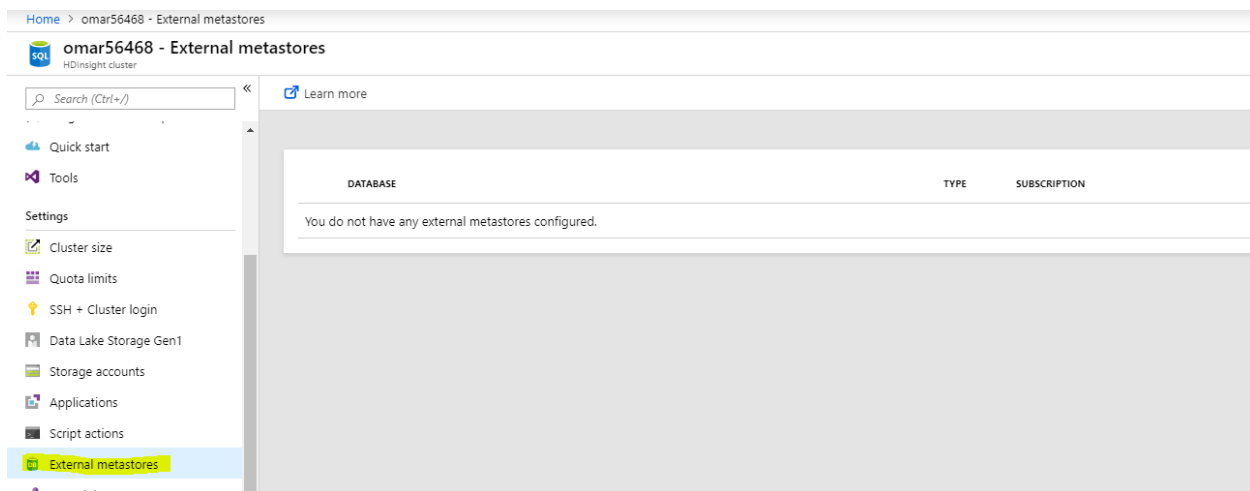 Home > omar56468 - External metastores
SQL
omar56468 - External metastores
HDInsight cluster
Search (Ctrl+/)
«
Learn more
Quick start
Tools
Settings
Cluster size
Quota limits
SSH + Cluster login
Data Lake Storage Gen1
Storage accounts
Applications
Script actions
DB
External metastores
DATABASE TYPE SUBSCRIPTION
You do not have any external metastores configured.